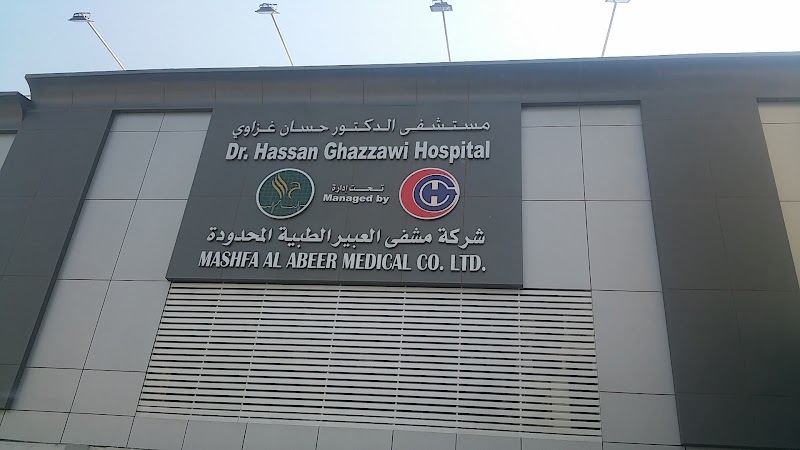 مستشفى الدكتور حسان غزاوي
Dr. Hassan Ghazzawi Hospital
تحت إدارة
Managed by
شركة مشفى العبير الطبية المحدودة
MASHFA AL ABEER MEDICAL CO. LTD.